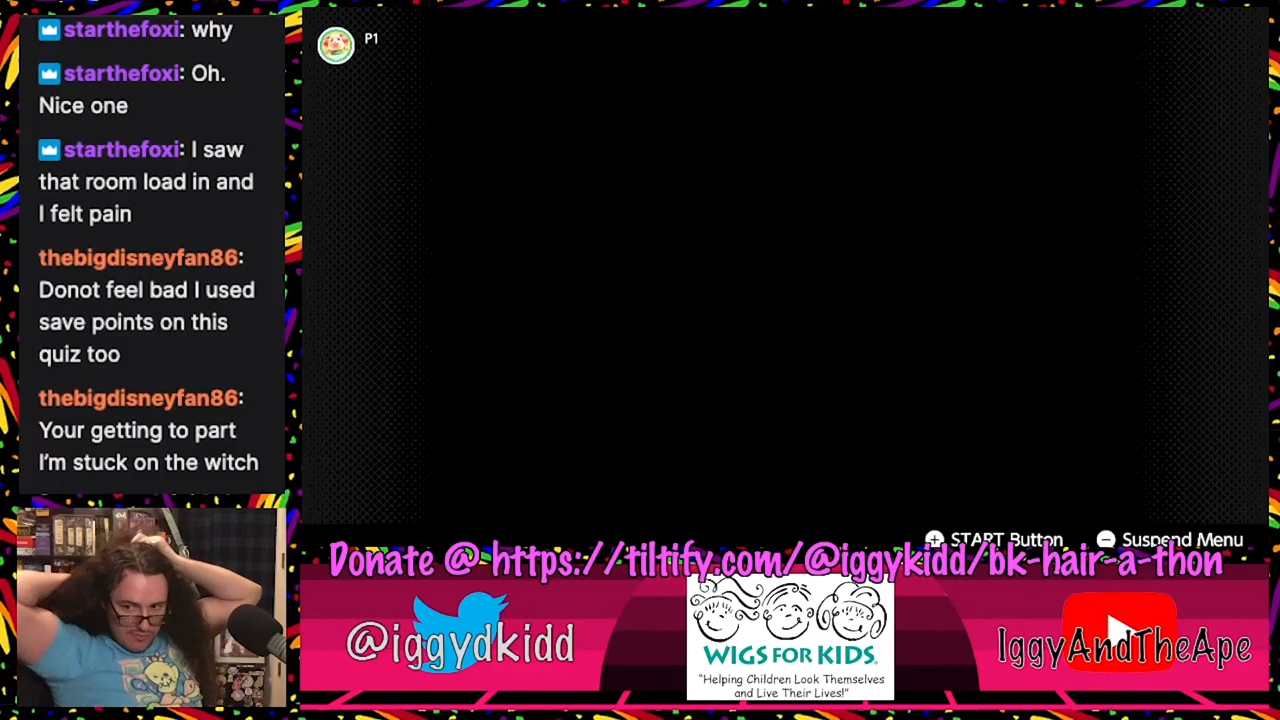 starthefoxi: why
starthefoxi: Oh.
Nice one
starthefoxi: I saw
that room load in and
I felt pain
thebigdisneyfan86:
Donot feel bad I used
save points on this
quiz too
thebigdisneyfan86:
Your getting to part
I'm stuck on the witch
P1
START Button
Suspend Menu
Donate @ https://tiltify.com/@iggykidd/bk-hair-a-thon
@iggydkidd
WIGS FOR KIDS.
“Helping Children Look Themselves
and Live Their Lives!”
IggyAndTheApe